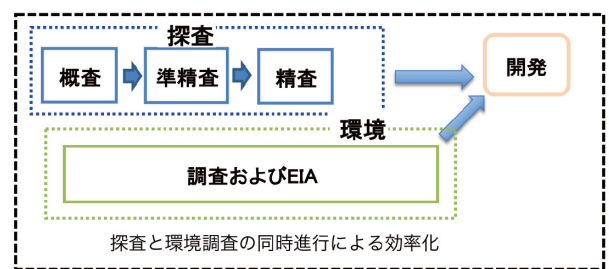 探査
概査
準精査
精査
開発
環境
調査およびEIA
探査と環境調査の同時進行による効率化